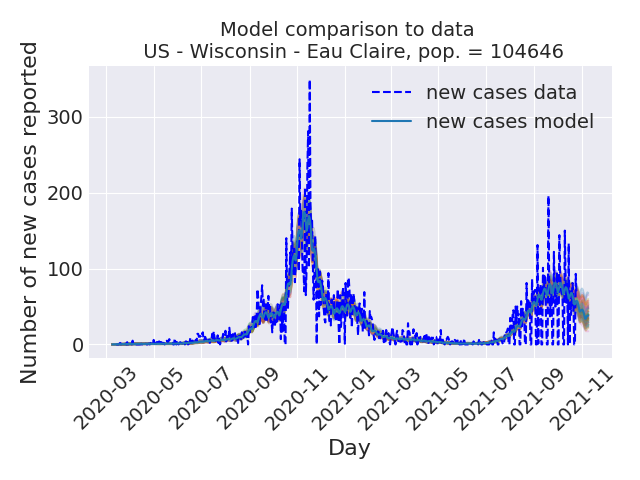 Model comparison to data
US - Wisconsin - Eau Claire, pop. = 104646
Number of new cases reported
300
200
100
0
new cases data
new cases model
2020-03
2020-05
2020-07
2020-09
2020-11
2021-01
2021-03
2021-05
2021-07
2021-09
2021-11
Day